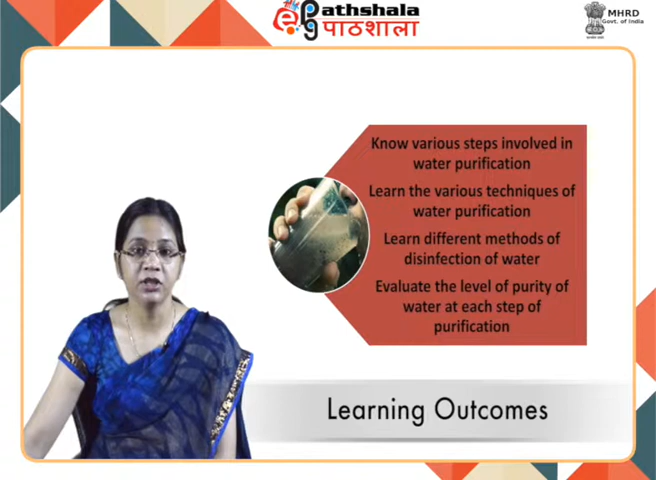 Pathshala
पाठशाला
MHRD
Govt. of India
Know various steps involved in
water purification
Learn the various techniques of
water purification
Learn different methods of
disinfection of water
Evaluate the level of purity of
water at each step of
purification
Learning Outcomes